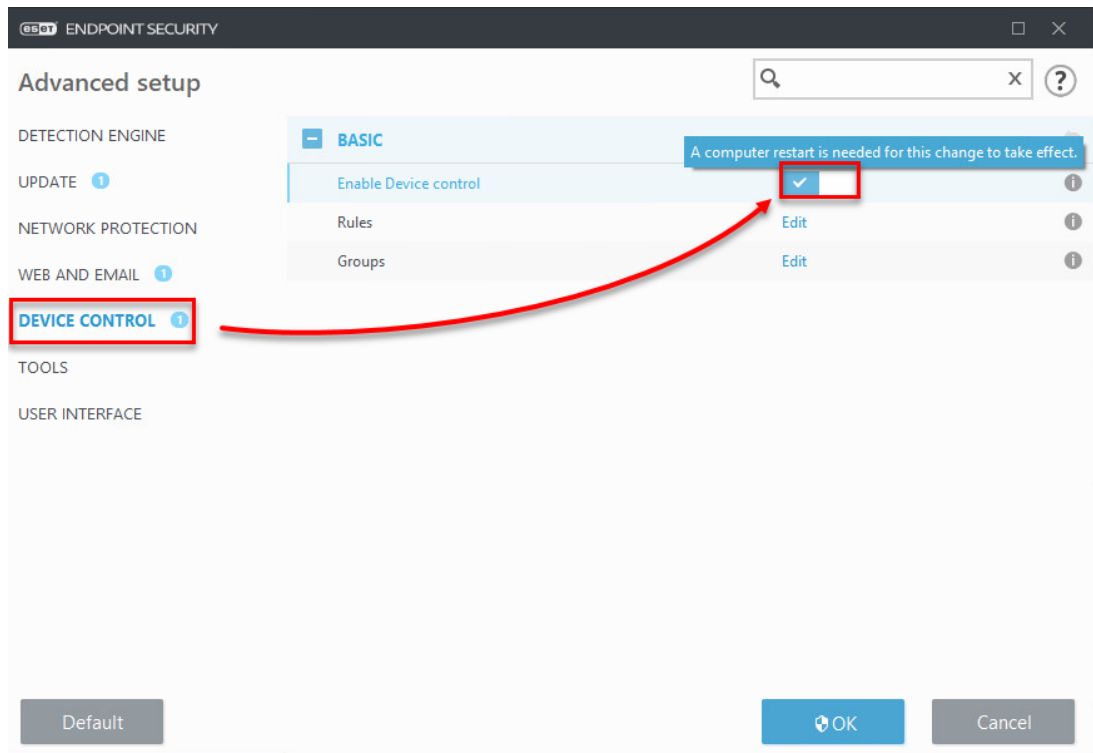 eset ENDPOINT SECURITY
Advanced setup
X
?
DETECTION ENGINE
BASIC
A computer restart is needed for this change to take effect.
UPDATE 1
Enable Device control
i
NETWORK PROTECTION
Rules
Edit
i
WEB AND EMAIL 1
Groups
Edit
i
DEVICE CONTROL 1
TOOLS
USER INTERFACE
Default
OK
Cancel